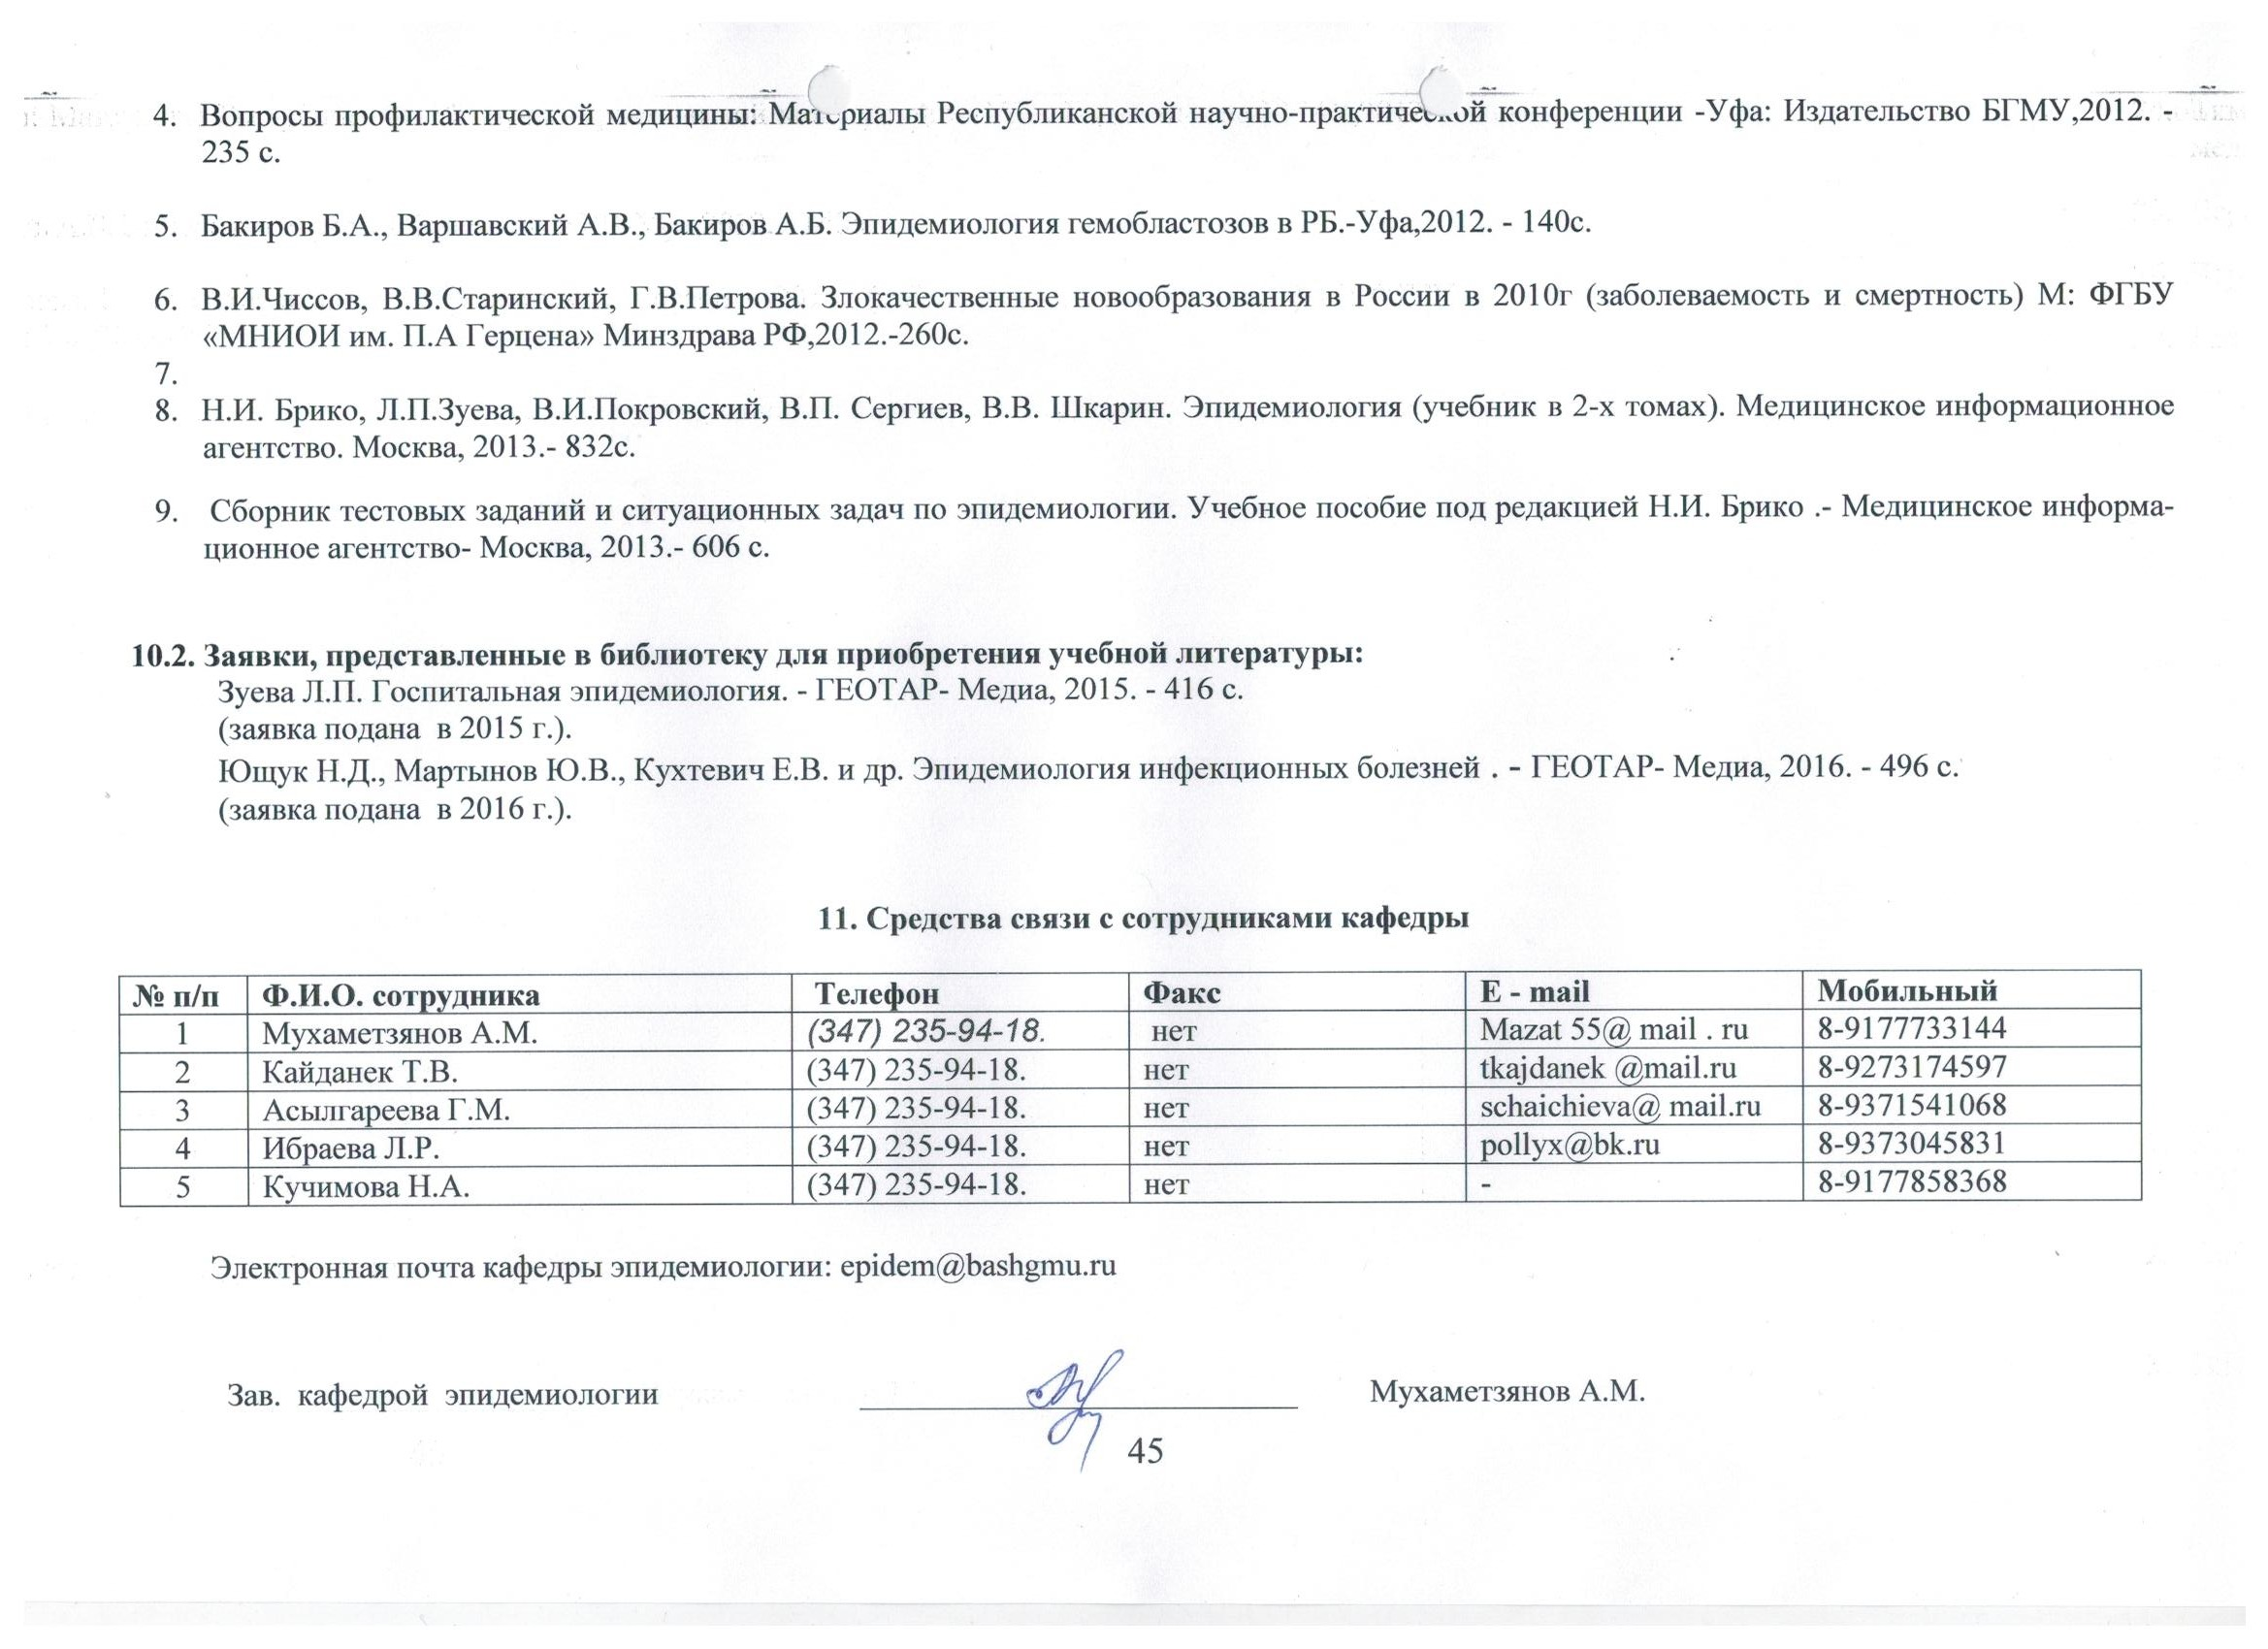 4. Вопросы профилактической медицины: Материалы Республиканской научно-практической конференции -Уфа: Издательство БГМУ,2012. -
235 с.
5. Бакиров Б.А., Варшавский А.В., Бакиров А.Б. Эпидемиология гемобластозов в РБ.-Уфа,2012. - 140с.
6. В.И.Чиссов, В.В.Старинский, Г.В.Петрова. Злокачественные новообразования в России в 2010г (заболеваемость и смертность) М: ФГБУ
«МНИОИ им. П.А Герцена» Минздрава РФ,2012.-260с.
7.
8. Н.И. Брико, Л.П.Зуева, В.И.Покровский, В.П. Сергиев, В.В. Шкарин. Эпидемиология (учебник в 2-х томах). Медицинское информационное
агентство. Москва, 2013.- 832с.
9. Сборник тестовых заданий и ситуационных задач по эпидемиологии. Учебное пособие под редакцией Н.И. Брико .- Медицинское информа-
ционное агентство- Москва, 2013.- 606 с.
10.2. Заявки, представленные в библиотеку для приобретения учебной литературы:
Зуева Л.П. Госпитальная эпидемиология. - ГЕОТАР- Медиа, 2015. - 416 с.
(заявка подана в 2015 г.).
Ющук Н.Д., Мартынов Ю.В., Кухтевич Е.В. и др. Эпидемиология инфекционных болезней . - ГЕОТАР- Медиа, 2016. - 496 с.
(заявка подана в 2016 г.).
11. Средства связи с сотрудниками кафедры
№ п/п Ф.И.О. сотрудника Телефон Факс E - mail Мобильный
1 Мухаметзянов А.М. (347) 235-94-18. нет Mazat 55@ mail . ru 8-9177733144
2 Кайданек Т.В. (347) 235-94-18. нет tkajdanek @mail.ru 8-9273174597
3 Асылгареева Г.М. (347) 235-94-18. нет schaichieva@ mail.ru 8-9371541068
4 Ибраева Л.Р. (347) 235-94-18. нет pollyx@bk.ru 8-9373045831
5 Кучимова Н.А. (347) 235-94-18. нет - 8-9177858368
Электронная почта кафедры эпидемиологии: epidem@bashgmu.ru
Зав. кафедрой эпидемиологии Мухаметзянов А.М.
45